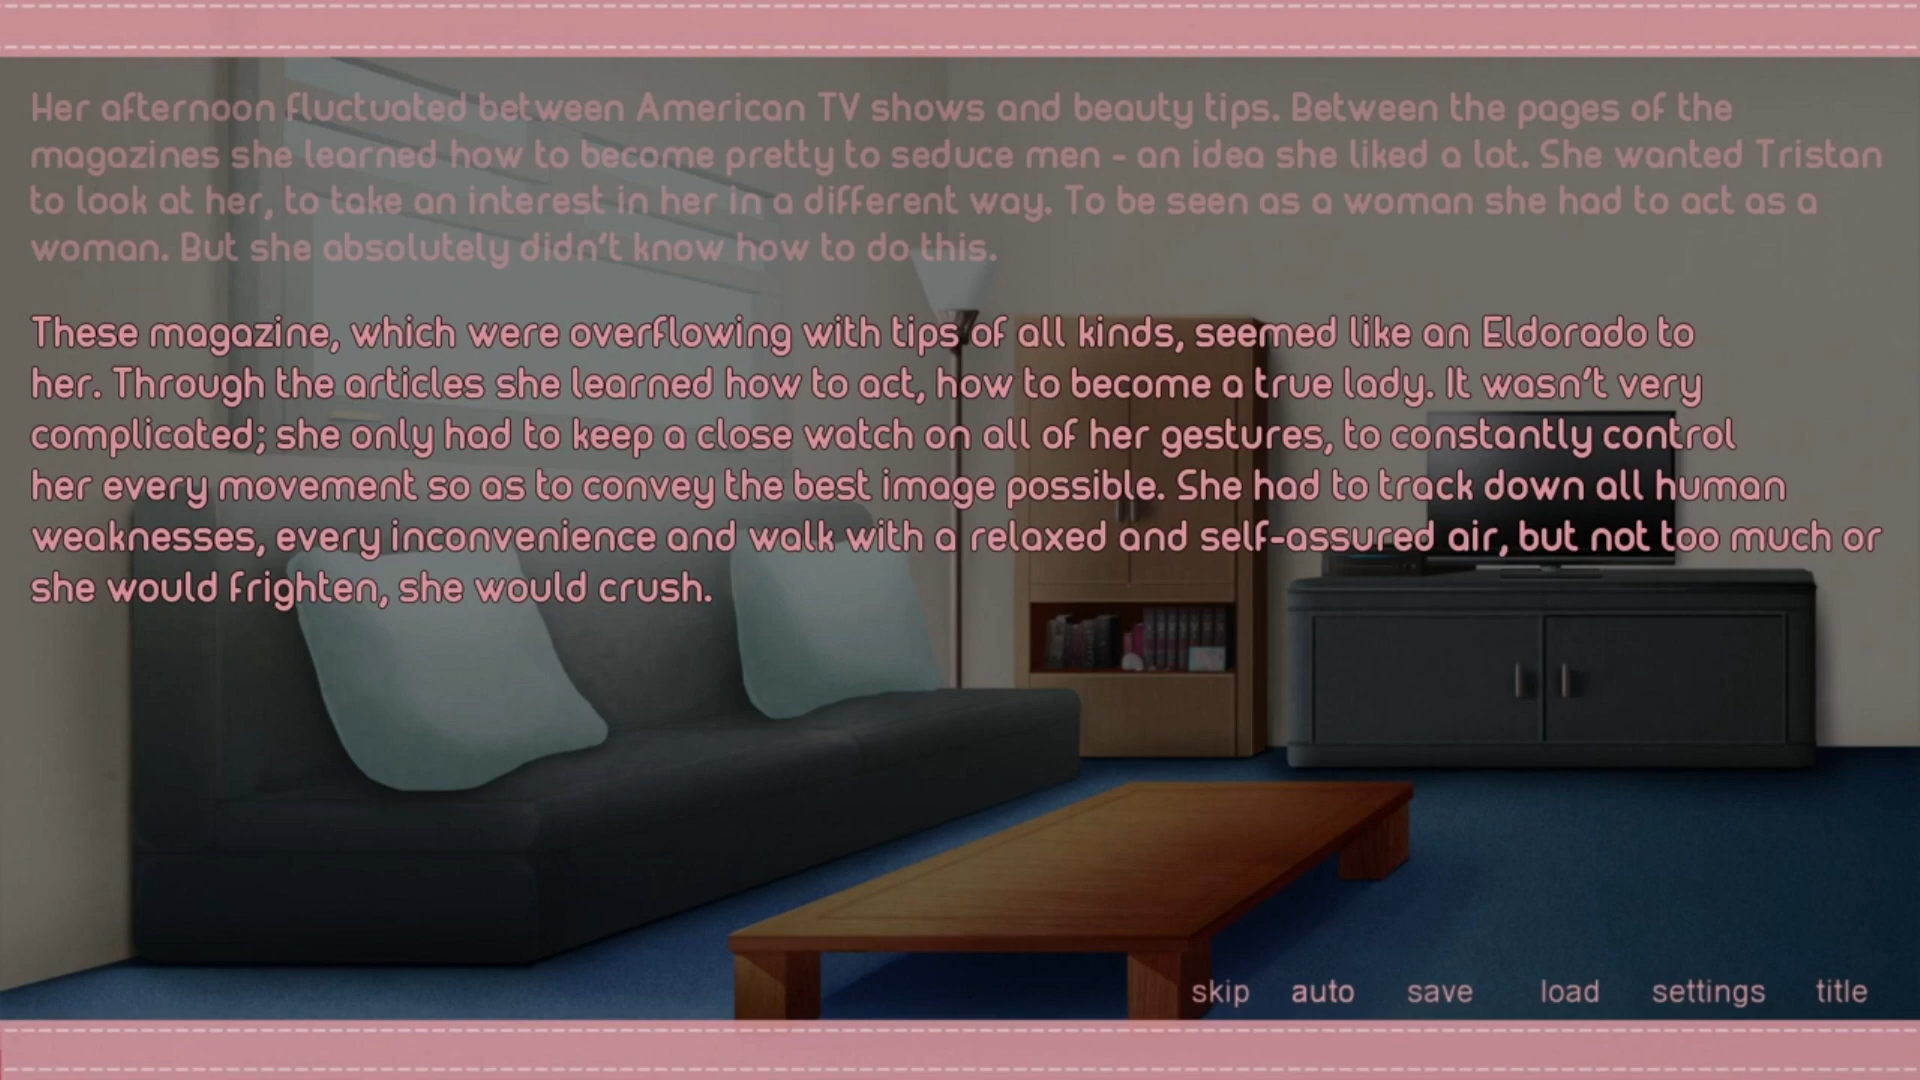 Her afternoon fluctuated between American TV shows and beauty tips. Between the pages of the
magazines she learned how to become pretty to seduce men - an idea she liked a lot. She wanted Tristan
to look at her, to take an interest in her in a different way. To be seen as a woman she had to act as a
woman. But she absolutely didn't know how to do this.
These magazine, which were overflowing with tips of all kinds, seemed like an Eldorado to
her. Through the articles she learned how to act, how to become a true lady. It wasn't very
complicated; she only had to keep a close watch on all of her gestures, to constantly control
her every movement so as to convey the best image possible. She had to track down all human
weaknesses, every inconvenience and walk with a relaxed and self-assured air, but not too much or
she would frighten, she would crush.
skip auto save load settings title